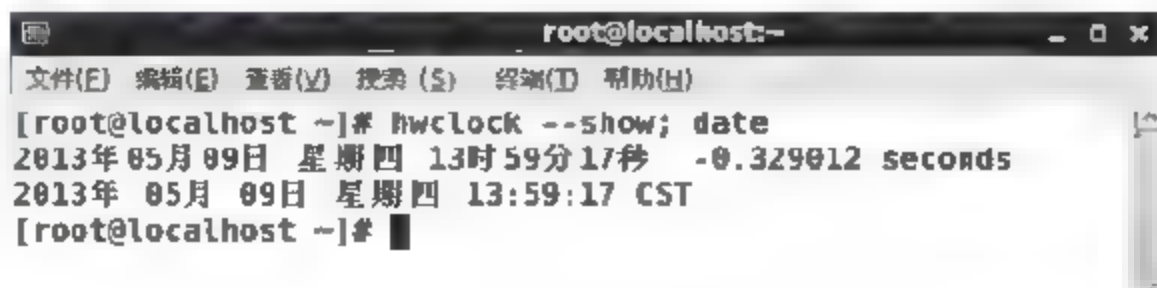 root@localhost:~
文件(F) 编辑(E) 查看(V) 搜索 (S) 终端(T) 帮助(H)
[root@localhost ~]# hwclock --show; date
2013年05月09日 星期四 13时59分17秒 -0.329012 seconds
2013年 05月 09日 星期四 13:59:17 CST
[root@localhost ~]#